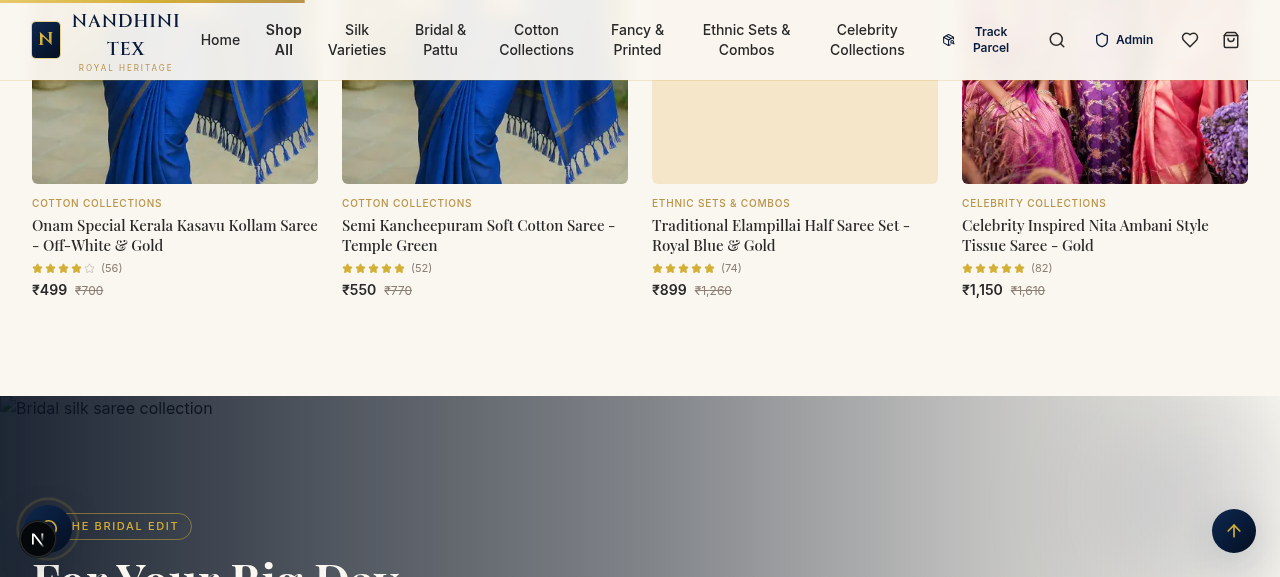 N
NANDHINI
TEX
ROYAL HERITAGE
Home
Shop
All
Silk
Varieties
Bridal &
Pattu
Cotton
Collections
Fancy &
Printed
Ethnic Sets &
Combos
Celebrity
Collections
Track
Parcel
Admin
COTTON COLLECTIONS
Onam Special Kerala Kasavu Kollam Saree
- Off-White & Gold
(56)
₹499 ₹700
COTTON COLLECTIONS
Semi Kancheepuram Soft Cotton Saree -
Temple Green
(52)
₹550 ₹770
ETHNIC SETS & COMBOS
Traditional Elampillai Half Saree Set -
Royal Blue & Gold
(74)
₹899 ₹1,260
CELEBRITY COLLECTIONS
Celebrity Inspired Nita Ambani Style
Tissue Saree - Gold
(82)
₹1,150 ₹1,610
Bridal silk saree collection
HE BRIDAL EDIT
N
For Your Big Day